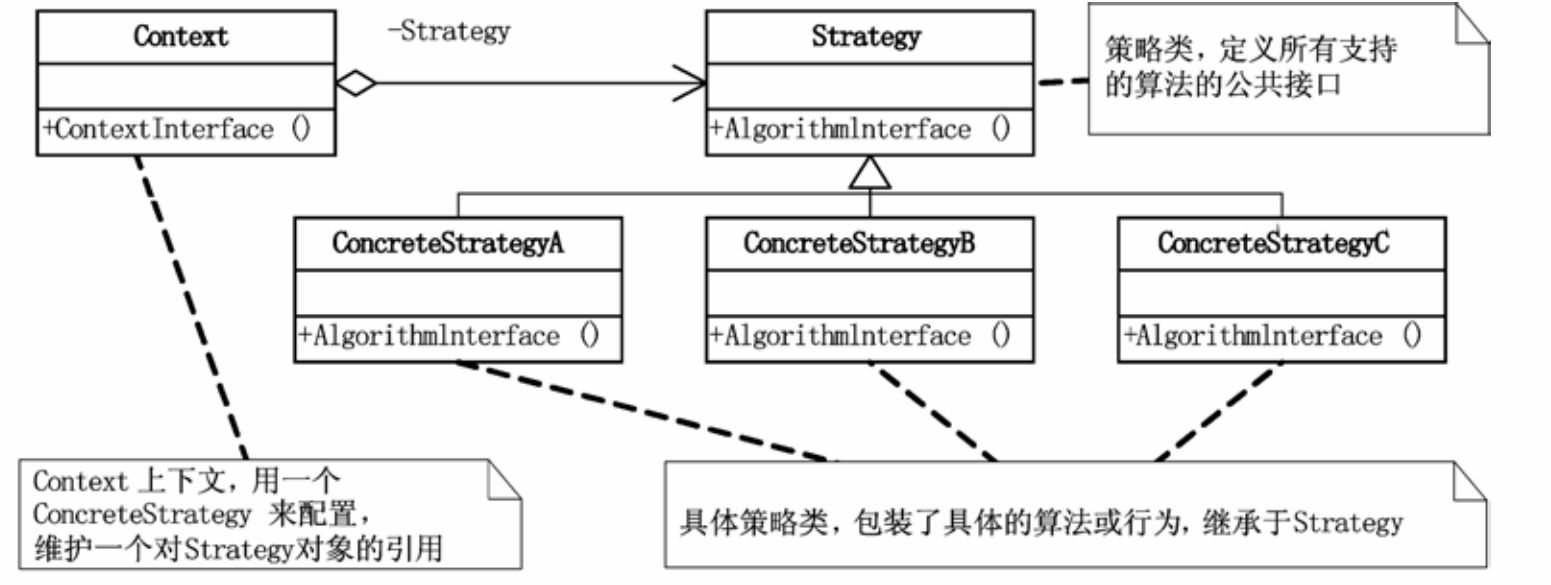 Context
-Strategy
Strategy
策略类，定义所有支持
的算法的公共接口
+ContextInterface ()
+AlgorithmlnterFace ()
ConcreteStrategyA
ConcreteStrategyB
ConcreteStrategyC
+Algorithmlnterface ()
+Algorithmlnterface ()
+Algorithmlnterface ()
Context 上下文，用一个
ConcreteStrategy 来配置，
维护一个对Strategy对象的引用
具体策略类，包装了具体的算法或行为，继承于Strategy